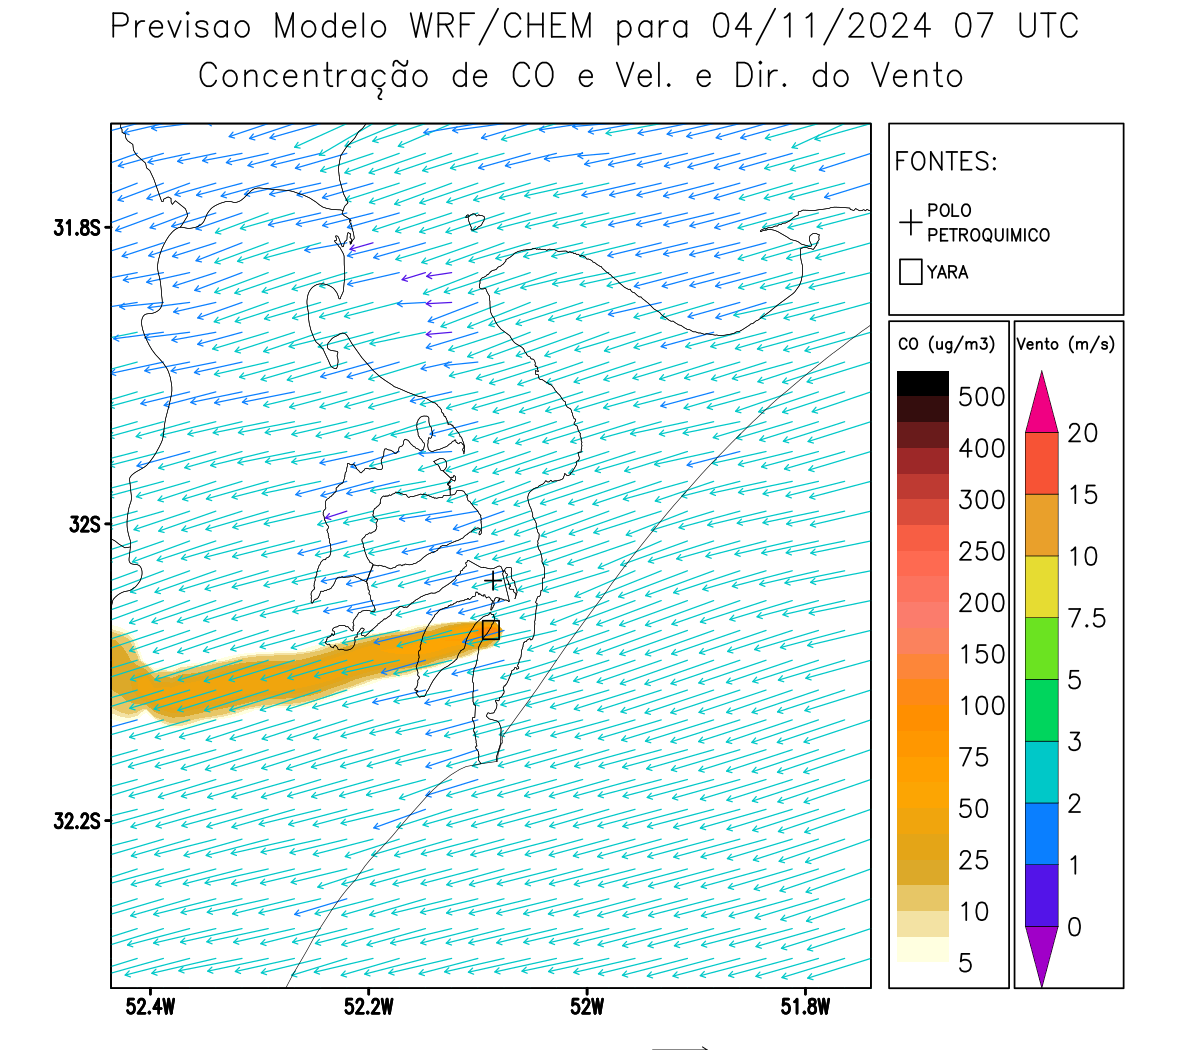 Previsao Modelo WRF/CHEM para 04/11/2024 07 UTC
Concentração de CO e Vel. e Dir. do Vento
FONTES:
POLO
PETROQUIMICO
YARA
CO (ug/m3)
500
400
300
250
200
150
100
75
50
25
10
5
Vento (m/s)
20
15
10
7.5
5
3
2
1
0
31.8S
32S
32.2S
52.4W
52.2W
52W
51.8W